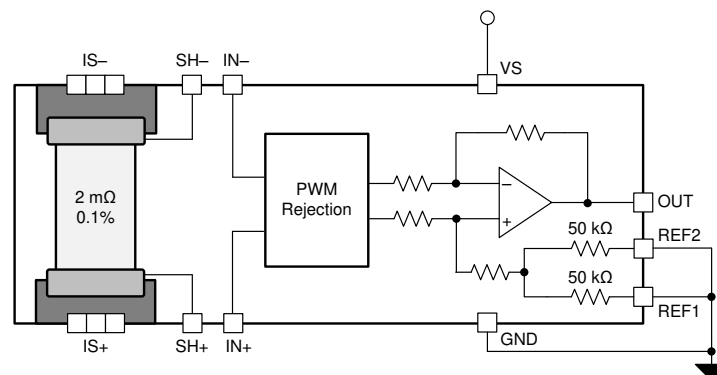 IS–
SH–
IN–
VS
2 mΩ
0.1%
PWM
Rejection
–
+
OUT
50 kΩ
REF2
50 kΩ
REF1
GND
IS+
SH+
IN+